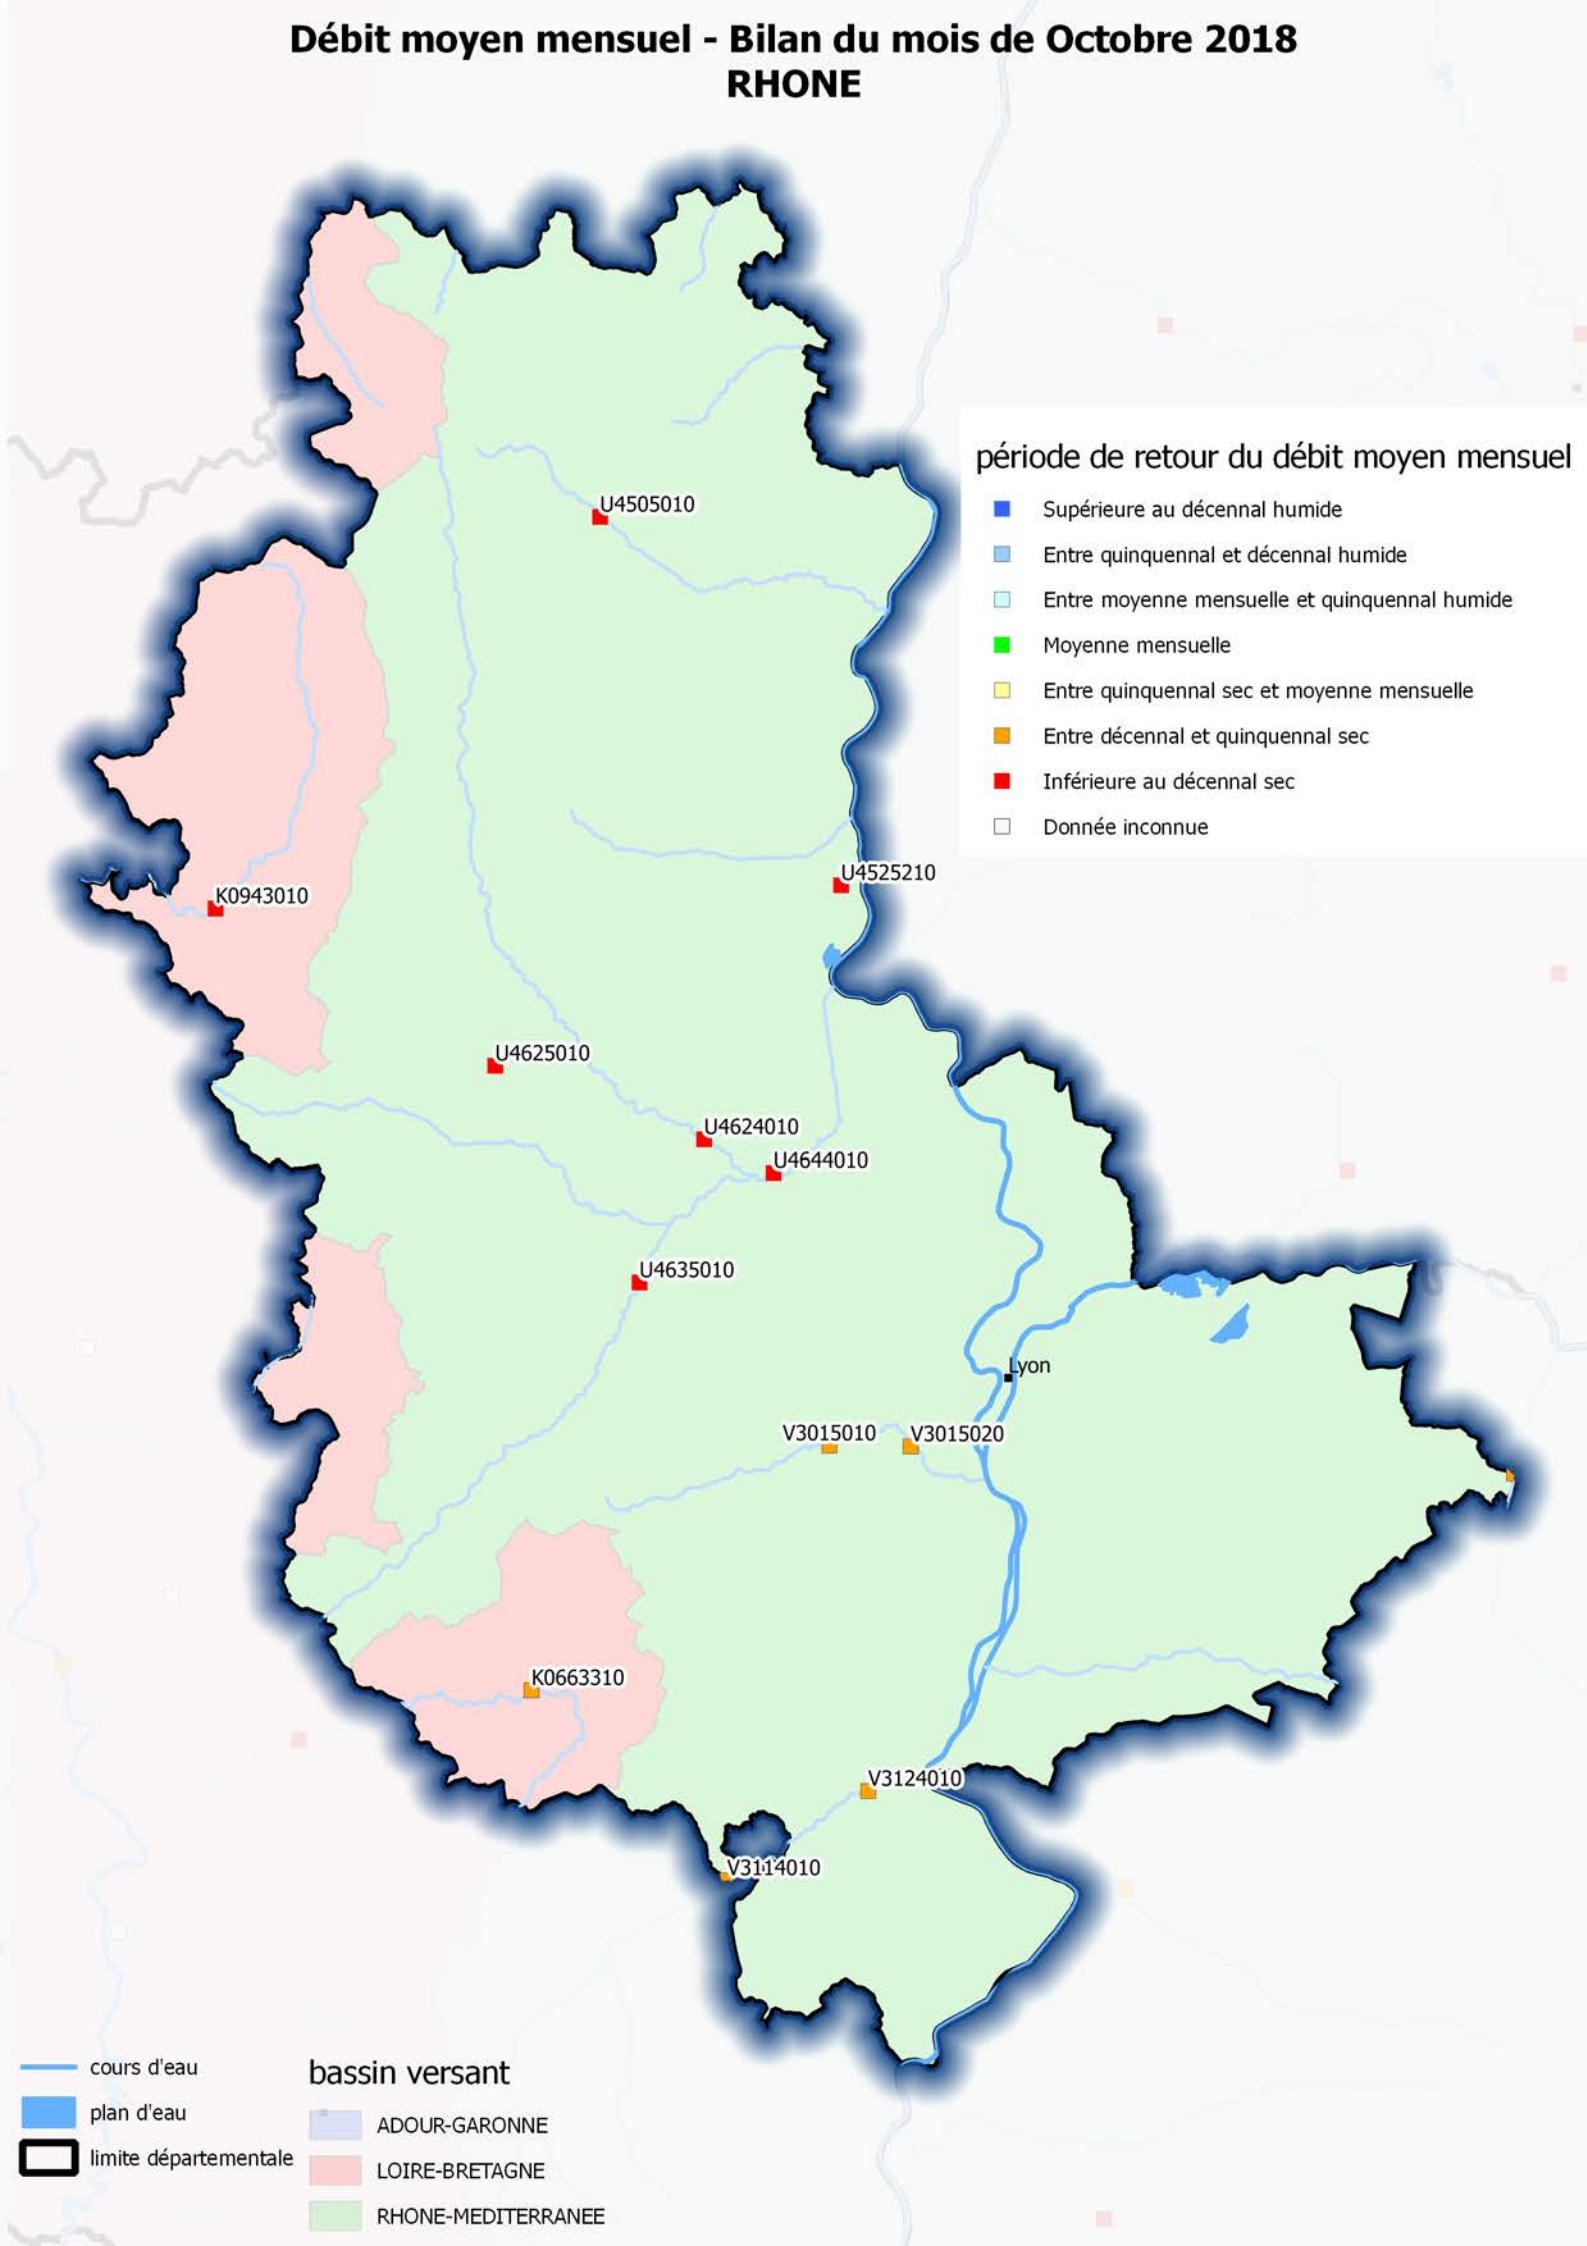 Débit moyen mensuel - Bilan du mois de Octobre 2018
RHONE
période de retour du débit moyen mensuel
Supérieure au décennal humide
Entre quinquennal et décennal humide
Entre moyenne mensuelle et quinquennal humide
Moyenne mensuelle
Entre quinquennal sec et moyenne mensuelle
Entre décennal et quinquennal sec
Inférieure au décennal sec
Donnée inconnue
U4505010
U4525210
K0943010
U4625010
U4624010
U4644010
U4635010
Lyon
V3015010
V3015020
K0663310
V3124010
V3114010
cours d'eau
plan d'eau
limite départementale
bassin versant
ADOUR-GARONNE
LOIRE-BRETAGNE
RHONE-MEDITERRANEE